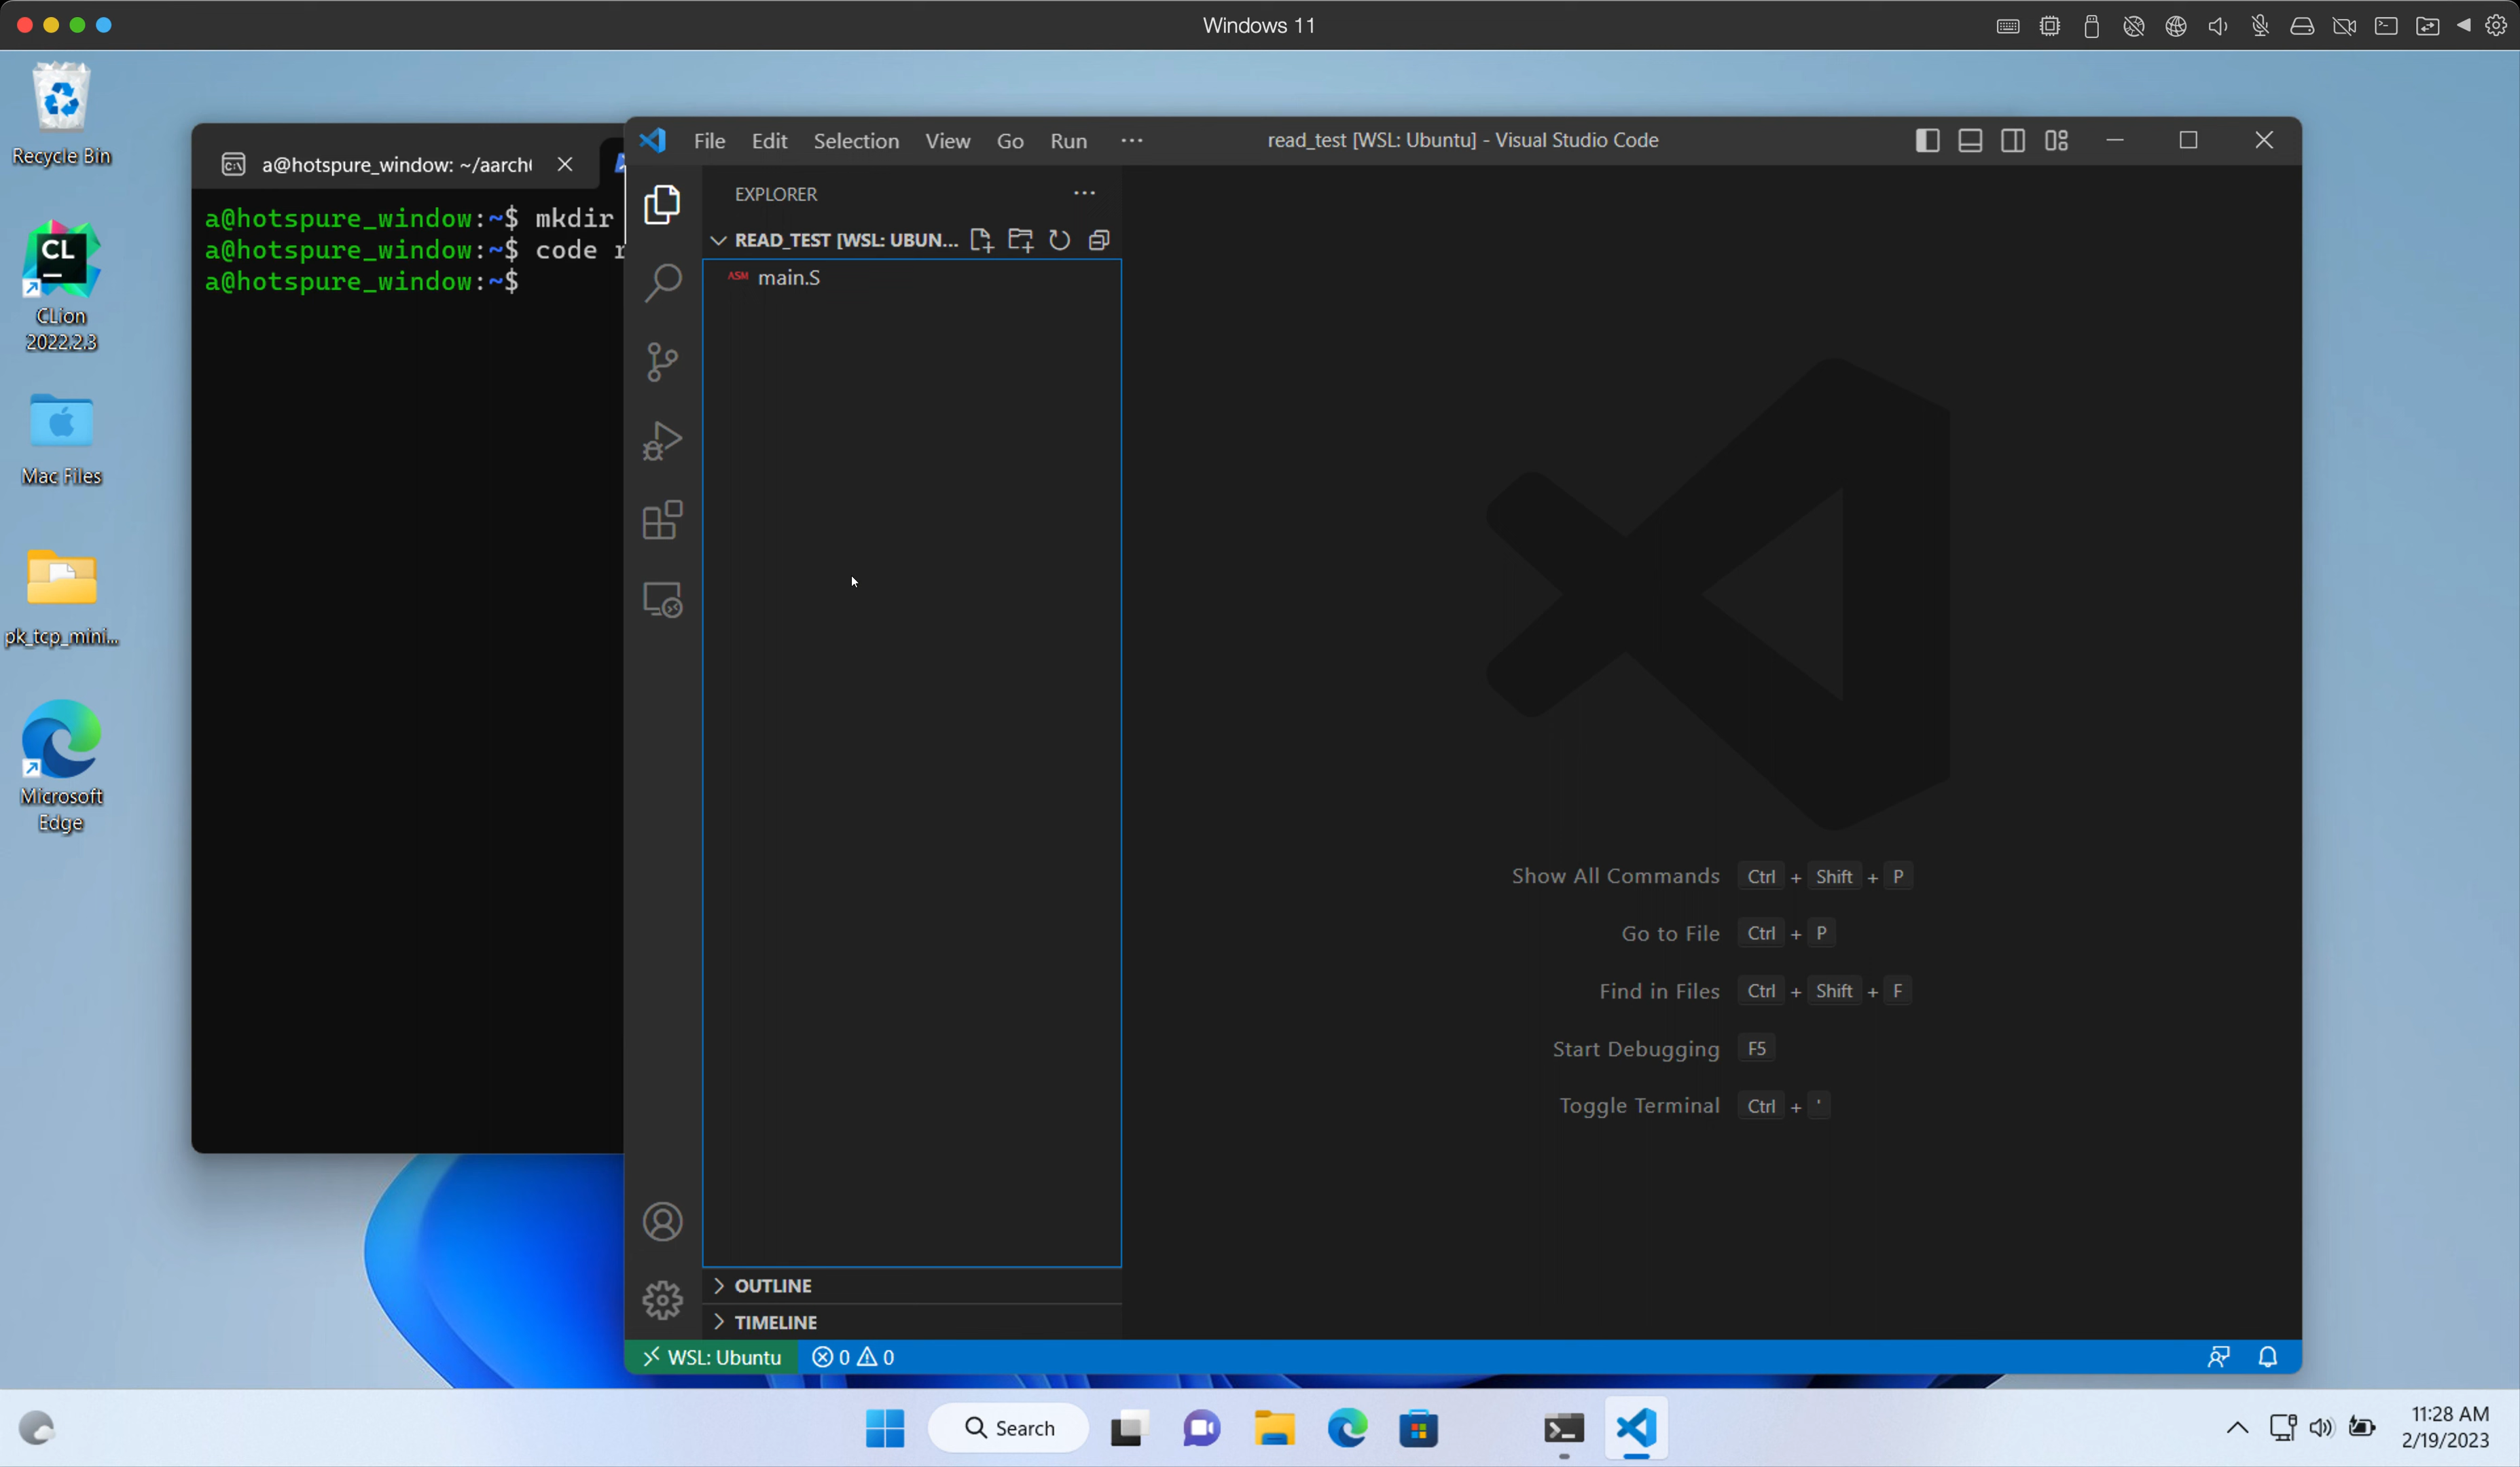 Windows 11
Recycle Bin
CL
CLion
2022.2.3
Mac Files
pk_tcp_mini...
Microsoft
Edge
a@hotspure_window: ~/aarch
a@hotspure_window:~$ mkdir
a@hotspure_window:~$ code r
a@hotspure_window:~$
File Edit Selection View Go Run ···
read_test [WSL: Ubuntu] - Visual Studio Code
EXPLORER
READ_TEST [WSL: UBUN...
ASM main.S
Show All Commands Ctrl + Shift + P
Go to File Ctrl + P
Find in Files Ctrl + Shift + F
Start Debugging F5
Toggle Terminal Ctrl + '
OUTLINE
TIMELINE
WSL: Ubuntu 0 0
Search
11:28 AM
2/19/2023